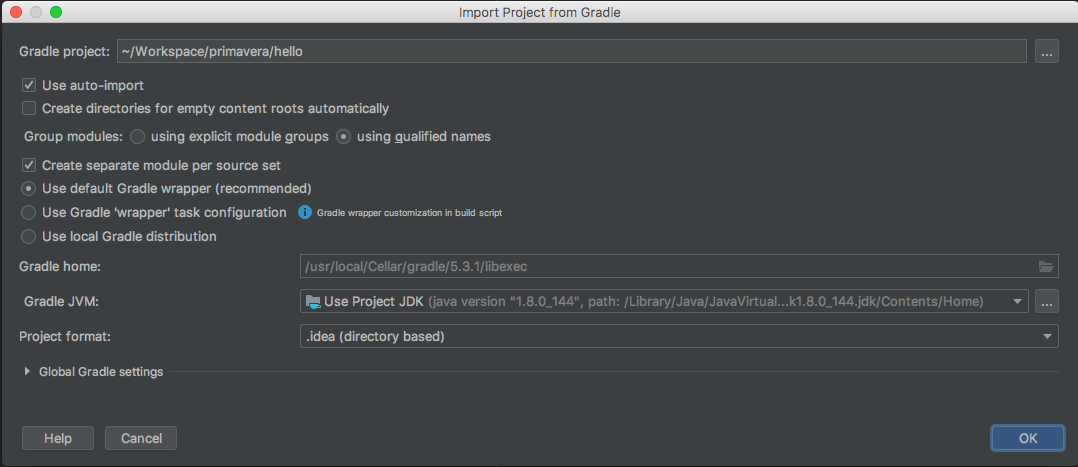 Import Project from Gradle
Gradle project: ~/Workspace/primavera/hello ...
Use auto-import
Create directories for empty content roots automatically
Group modules: using explicit module groups using qualified names
Create separate module per source set
Use default Gradle wrapper (recommended)
Use Gradle 'wrapper' task configuration i Gradle wrapper customization in build script
Use local Gradle distribution
Gradle home: /usr/local/Cellar/gradle/5.3.1/libexec
Gradle JVM: Use Project JDK (java version "1.8.0_144", path: /Library/Java/JavaVirtual...k1.8.0_144.jdk/Contents/Home) ...
Project format: .idea (directory based)
Global Gradle settings
Help Cancel OK